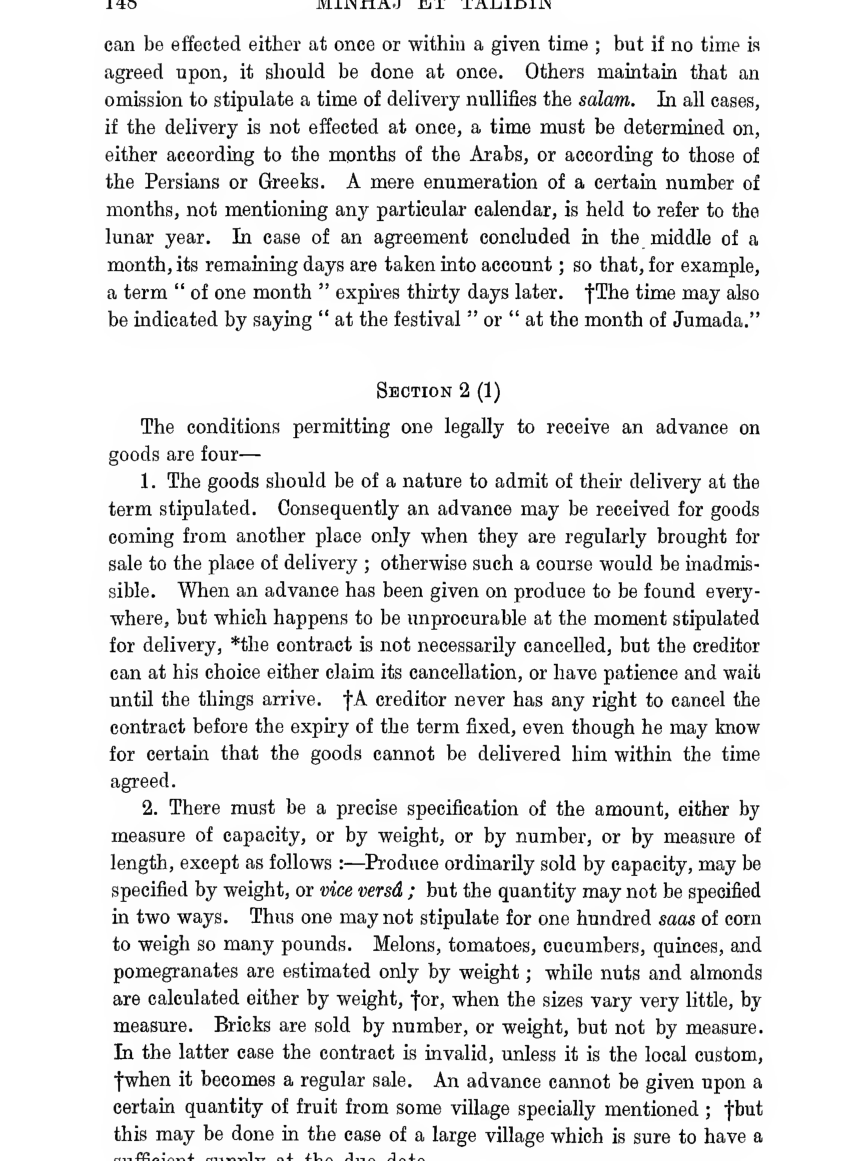 148 MINHAJ ET TALIBIN
can be effected either at once or within a given time ; but if no time is
agreed upon, it should be done at once. Others maintain that an
omission to stipulate a time of delivery nullifies the salam. In all cases,
if the delivery is not effected at once, a time must be determined on,
either according to the months of the Arabs, or according to those of
the Persians or Greeks. A mere enumeration of a certain number of
months, not mentioning any particular calendar, is held to refer to the
lunar year. In case of an agreement concluded in the middle of a
month, its remaining days are taken into account ; so that, for example,
a term “ of one month ” expires thirty days later. †The time may also
be indicated by saying “ at the festival ” or “ at the month of Jumada.”
SECTION 2 (1)
The conditions permitting one legally to receive an advance on
goods are four—
1. The goods should be of a nature to admit of their delivery at the
term stipulated. Consequently an advance may be received for goods
coming from another place only when they are regularly brought for
sale to the place of delivery ; otherwise such a course would be inadmis-
sible. When an advance has been given on produce to be found every-
where, but which happens to be unprocurable at the moment stipulated
for delivery, *the contract is not necessarily cancelled, but the creditor
can at his choice either claim its cancellation, or have patience and wait
until the things arrive. †A creditor never has any right to cancel the
contract before the expiry of the term fixed, even though he may know
for certain that the goods cannot be delivered him within the time
agreed.
2. There must be a precise specification of the amount, either by
measure of capacity, or by weight, or by number, or by measure of
length, except as follows :—Produce ordinarily sold by capacity, may be
specified by weight, or vice versâ ; but the quantity may not be specified
in two ways. Thus one may not stipulate for one hundred saas of corn
to weigh so many pounds. Melons, tomatoes, cucumbers, quinces, and
pomegranates are estimated only by weight ; while nuts and almonds
are calculated either by weight, †or, when the sizes vary very little, by
measure. Bricks are sold by number, or weight, but not by measure.
In the latter case the contract is invalid, unless it is the local custom,
†when it becomes a regular sale. An advance cannot be given upon a
certain quantity of fruit from some village specially mentioned ; †but
this may be done in the case of a large village which is sure to have a
sufficient supply at the due date.